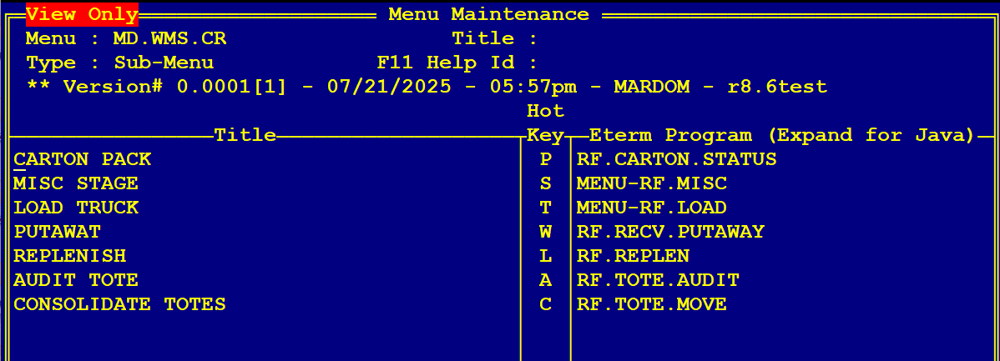 View Only Menu Maintenance
Menu : MD.WMS.CR Title :
Type : Sub-Menu F11 Help Id :
** Version# 0.0001[1] - 07/21/2025 - 05:57pm - MARDOM - r8.6test
Hot
Title Key Eterm Program (Expand for Java)
CARTON PACK P RF.CARTON.STATUS
MISC STAGE S MENU-RF.MISC
LOAD TRUCK T MENU-RF.LOAD
PUTAWAT W RF.RECV.PUTAWAY
REPLENISH L RF.REPLEN
AUDIT TOTE A RF.TOTE.AUDIT
CONSOLIDATE TOTES C RF.TOTE.MOVE